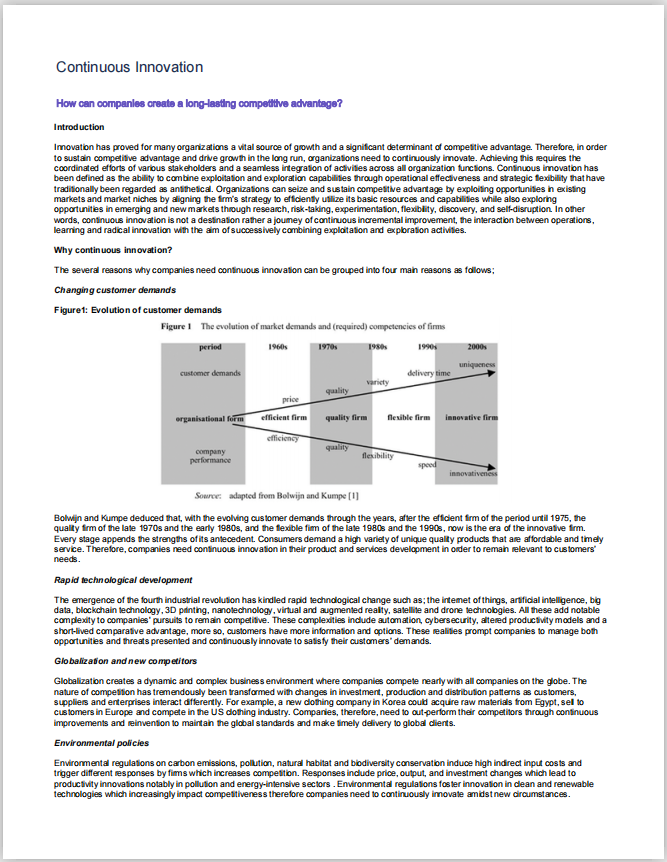 Continuous Innovation
How can companies create a long-lasting competitive advantage?
Introduction
Innovation has proved for many organizations a vital source of growth and a significant determinant of competitive advantage. Therefore, in order
to sustain competitive advantage and drive growth in the long run, organizations need to continuously innovate. Achieving this requires the
coordinated efforts of various stakeholders and a seamless integration of activities across all organization functions. Continuous innovation has
been defined as the ability to combine exploitation and exploration capabilities through operational effectiveness and strategic flexibility that have
traditionally been regarded as antithetical. Organizations can seize and sustain competitive advantage by exploiting opportunities in existing
markets and market niches by aligning the firm's strategy to efficiently utilize its basic resources and capabilities while also exploring
opportunities in emerging and new markets through research, risk-taking, experimentation, flexibility, discovery, and self-disruption. In other
words, continuous innovation is not a destination rather a journey of continuous incremental improvement, the interaction between operations,
learning and radical innovation with the aim of successively combining exploitation and exploration activities.
Why continuous innovation?
The several reasons why companies need continuous innovation can be grouped into four main reasons as follows;
Changing customer demands
Figure1: Evolution of customer demands
Figure 1 The evolution of market demands and (required) competencies of firms
period 1960s 1970s 1980s 1990s 2000s
uniqueness
customer demands delivery time
variety
quality
price
organisational form efficient firm quality firm flexible firm innovative firm
efficiency
quality
company
performance
flexibility
speed
innovativeness
Source: adapted from Bolwijn and Kumpe [1]
Bolwijn and Kumpe deduced that, with the evolving customer demands through the years, after the efficient firm of the period until 1975, the
quality firm of the late 1970s and the early 1980s, and the flexible firm of the late 1980s and the 1990s, now is the era of the innovative firm.
Every stage appends the strengths of its antecedent. Consumers demand a high variety of unique quality products that are affordable and timely
service. Therefore, companies need continuous innovation in their product and services development in order to remain relevant to customers'
needs.
Rapid technological development
The emergence of the fourth industrial revolution has kindled rapid technological change such as; the internet of things, artificial intelligence, big
data, blockchain technology, 3D printing, nanotechnology, virtual and augmented reality, satellite and drone technologies. All these add notable
complexity to companies' pursuits to remain competitive. These complexities include automation, cybersecurity, altered productivity models and a
short-lived comparative advantage, more so, customers have more information and options. These realities prompt companies to manage both
opportunities and threats presented and continuously innovate to satisfy their customers' demands.
Globalization and new competitors
Globalization creates a dynamic and complex business environment where companies compete nearly with all companies on the globe. The
nature of competition has tremendously been transformed with changes in investment, production and distribution patterns as customers,
suppliers and enterprises interact differently. For example, a new clothing company in Korea could acquire raw materials from Egypt, sell to
customers in Europe and compete in the US clothing industry. Companies, therefore, need to out-perform their competitors through continuous
improvements and reinvention to maintain the global standards and make timely delivery to global clients.
Environmental policies
Environmental regulations on carbon emissions, pollution, natural habitat and biodiversity conservation induce high indirect input costs and
trigger different responses by firms which increases competition. Responses include price, output, and investment changes which lead to
productivity innovations notably in pollution and energy-intensive sectors . Environmental regulations foster innovation in clean and renewable
technologies which increasingly impact competitiveness therefore companies need to continuously innovate amidst new circumstances.